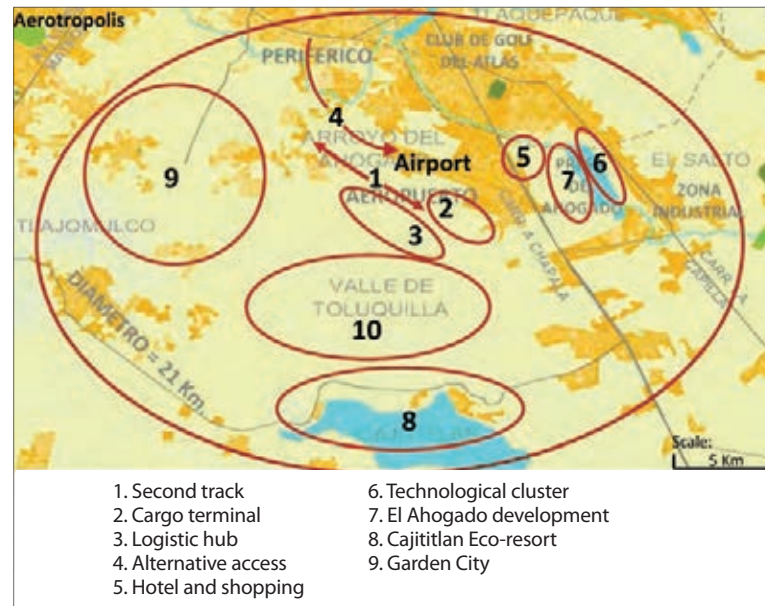 Aerotropolis
TLAQUEPAQUE
PERIFERICO
CLUB DE GOLF
DEL ATLAS
4
ARROYO DEL
Airport
5
6
EL SALTO
9
1
7
AEROPUERTO
2
DE
AHOGADO
ZONA
INDUSTRIAL
3
TLAJOMULCO
CARR. A CHAPALA
VALLE DE
TOLUQUILLA
DIAMETRO = 21 Km.
10
8
Scale:
5 Km
1. Second track
2. Cargo terminal
3. Logistic hub
4. Alternative access
5. Hotel and shopping
6. Technological cluster
7. El Ahogado development
8. Cajititlan Eco-resort
9. Garden City